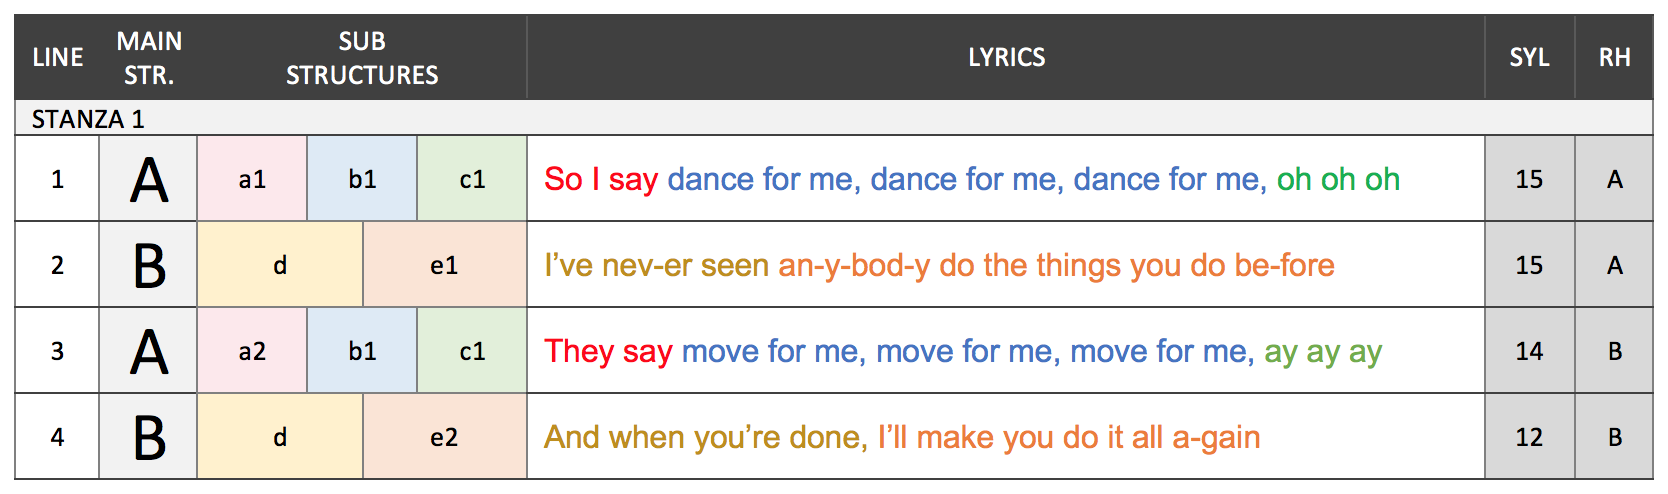 LINE MAIN STR. SUB STRUCTURES LYRICS SYL RH
STANZA 1
1 A a1 b1 c1 So I say dance for me, dance for me, dance for me, oh oh oh 15 A
2 B d e1 I’ve nev-er seen an-y-bod-y do the things you do be-fore 15 A
3 A a2 b1 c1 They say move for me, move for me, move for me, ay ay ay 14 B
4 B d e2 And when you’re done, I’ll make you do it all a-gain 12 B